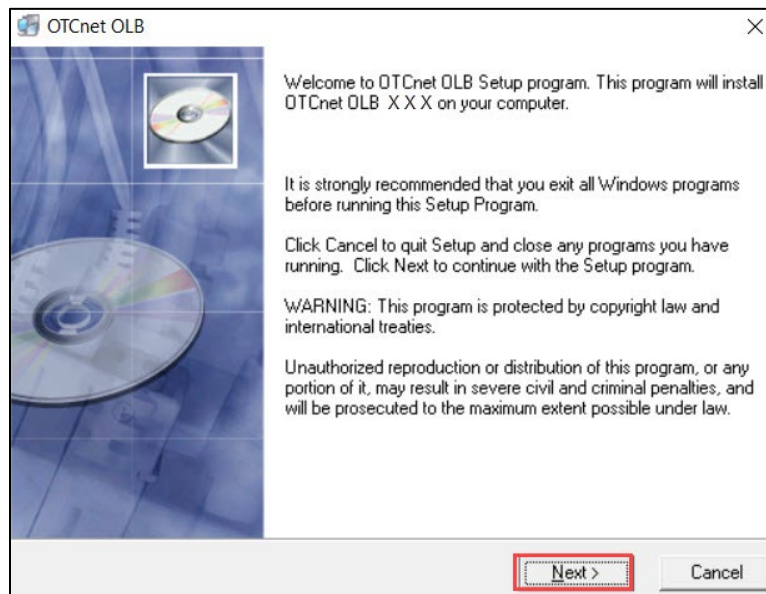 OTCnet OLB
Welcome to OTCnet OLB Setup program. This program will install
OTCnet OLB X X X on your computer.
It is strongly recommended that you exit all Windows programs
before running this Setup Program.
Click Cancel to quit Setup and close any programs you have
running. Click Next to continue with the Setup program.
WARNING: This program is protected by copyright law and
international treaties.
Unauthorized reproduction or distribution of this program, or any
portion of it, may result in severe civil and criminal penalties, and
will be prosecuted to the maximum extent possible under law.
Next > Cancel